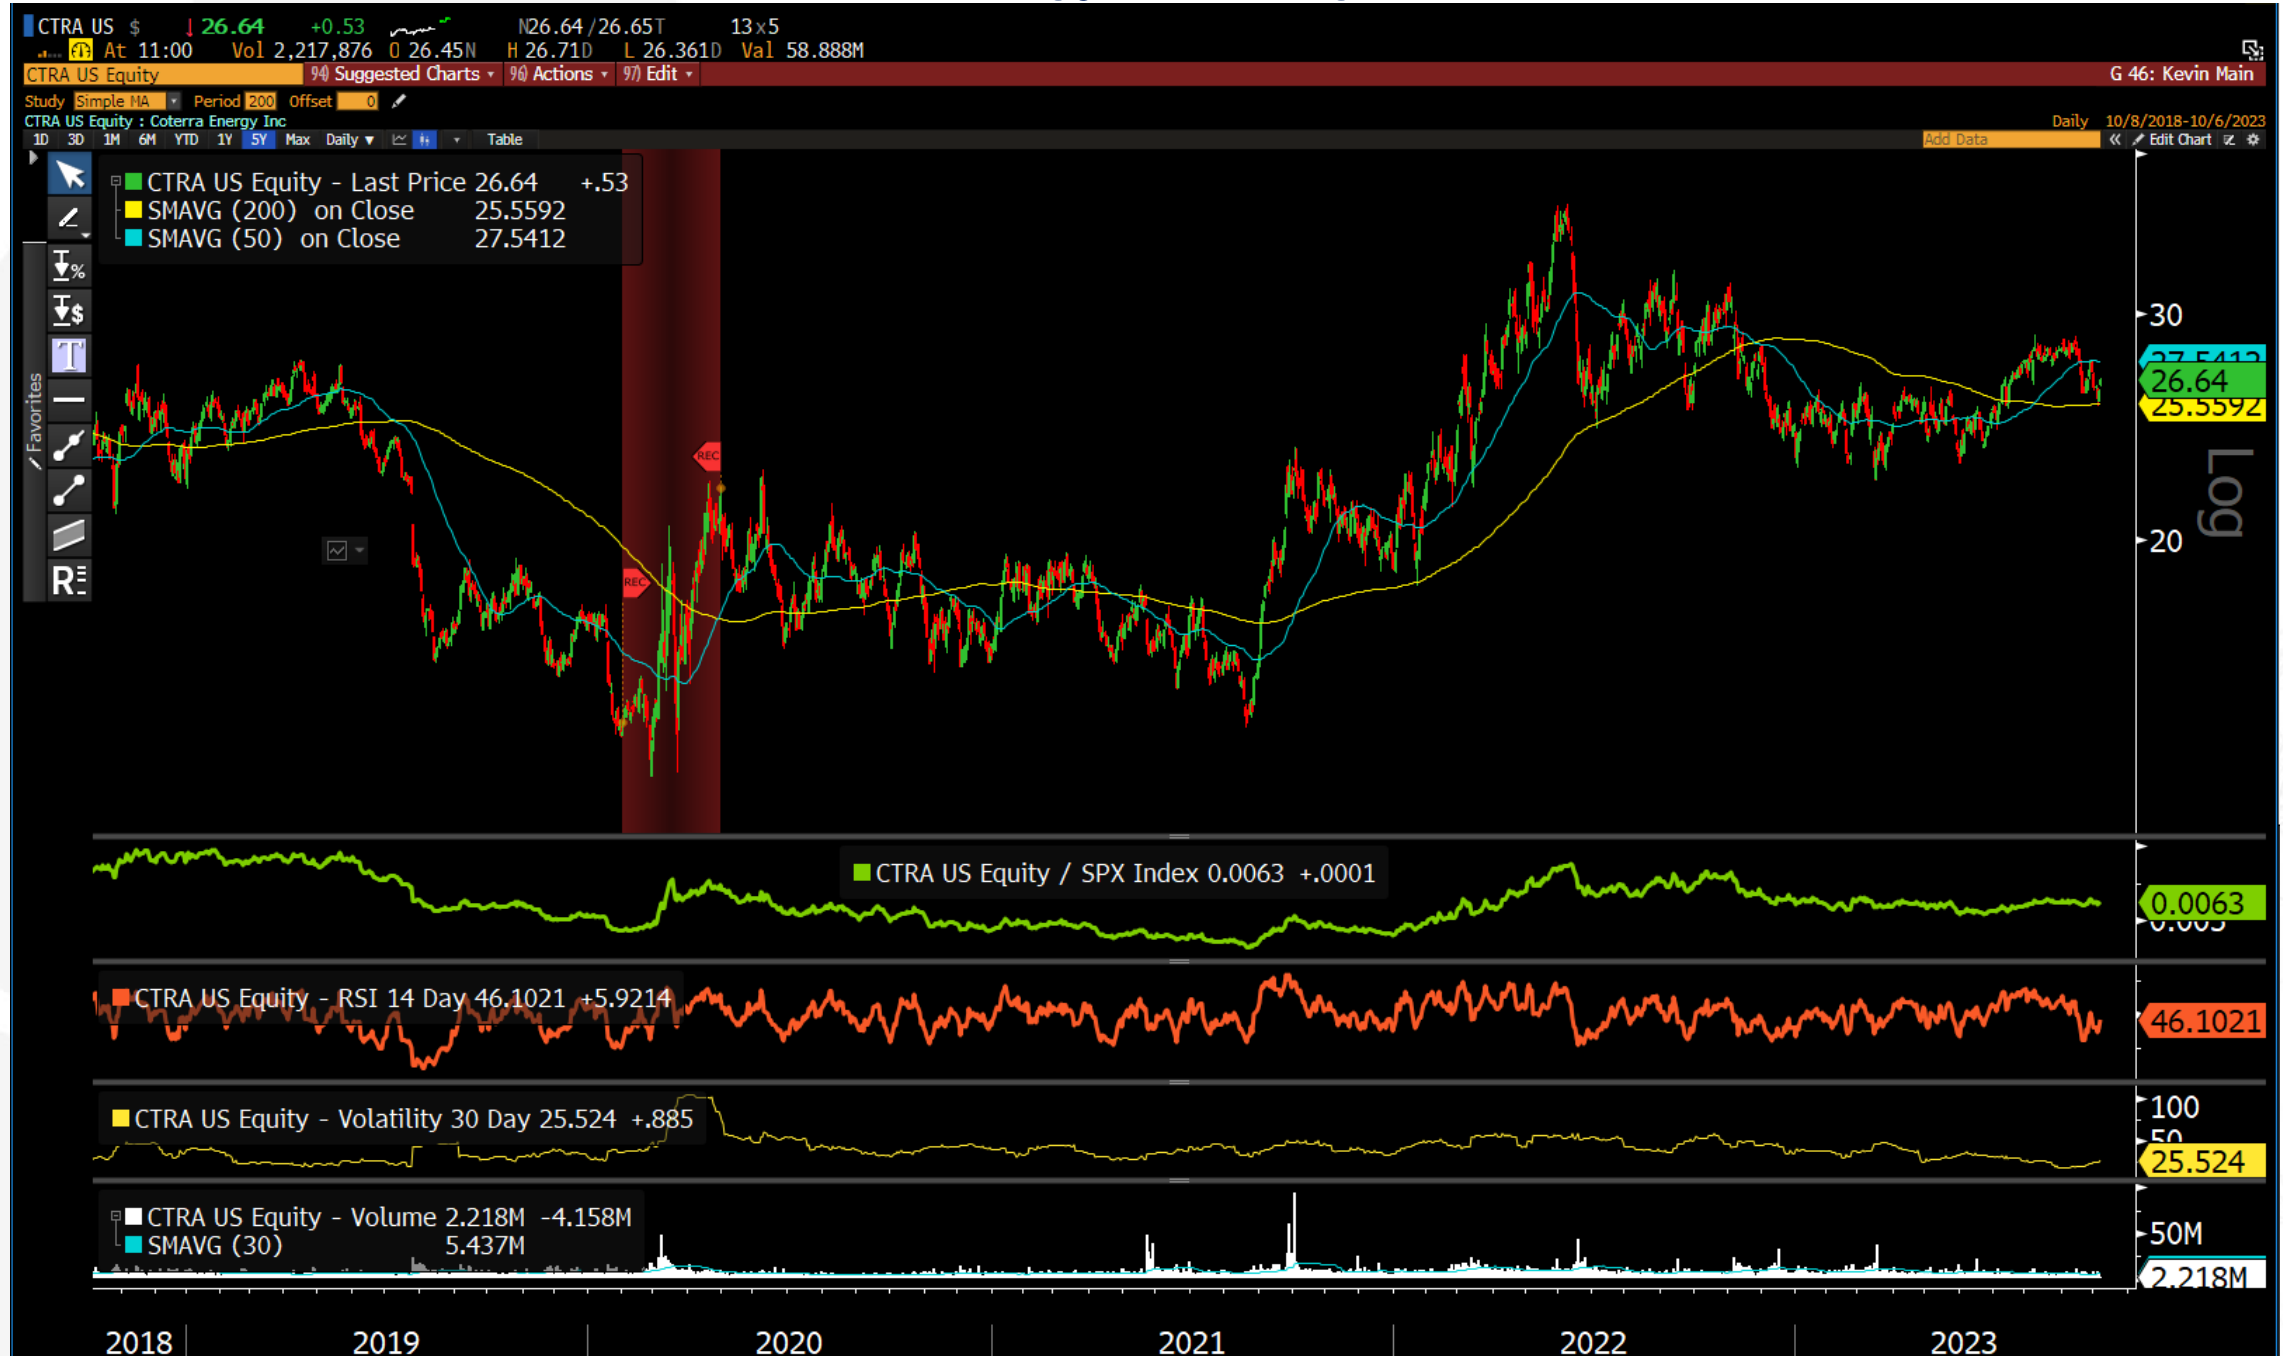 CTRA US $ ↓ 26.64 +0.53 N26.64/26.65T 13x5
At 11:00 Vol 2,217,876 O 26.45N H 26.71D L 26.361D Val 58.888M
CTRA US Equity 94) Suggested Charts 96) Actions 97) Edit G 46: Kevin Main
Study Simple MA Period 200 Offset 0
CTRA US Equity : Coterra Energy Inc Daily 10/8/2018-10/6/2023
1D 3D 1M 6M YTD 1Y 5Y Max Daily ▼ Table Add Data « Edit Chart
CTRA US Equity - Last Price 26.64 +.53
SMAVG (200) on Close 25.5592
SMAVG (50) on Close 27.5412
%
$
T
R
Favorites
REC
REC
30
27.5412
26.64
25.5592
Log
20
CTRA US Equity / SPX Index 0.0063 +.0001
0.0063
0.005
CTRA US Equity - RSI 14 Day 46.1021 +5.9214
46.1021
CTRA US Equity - Volatility 30 Day 25.524 +.885
100
50
25.524
CTRA US Equity - Volume 2.218M -4.158M
SMAVG (30) 5.437M
50M
2.218M
2018 2019 2020 2021 2022 2023